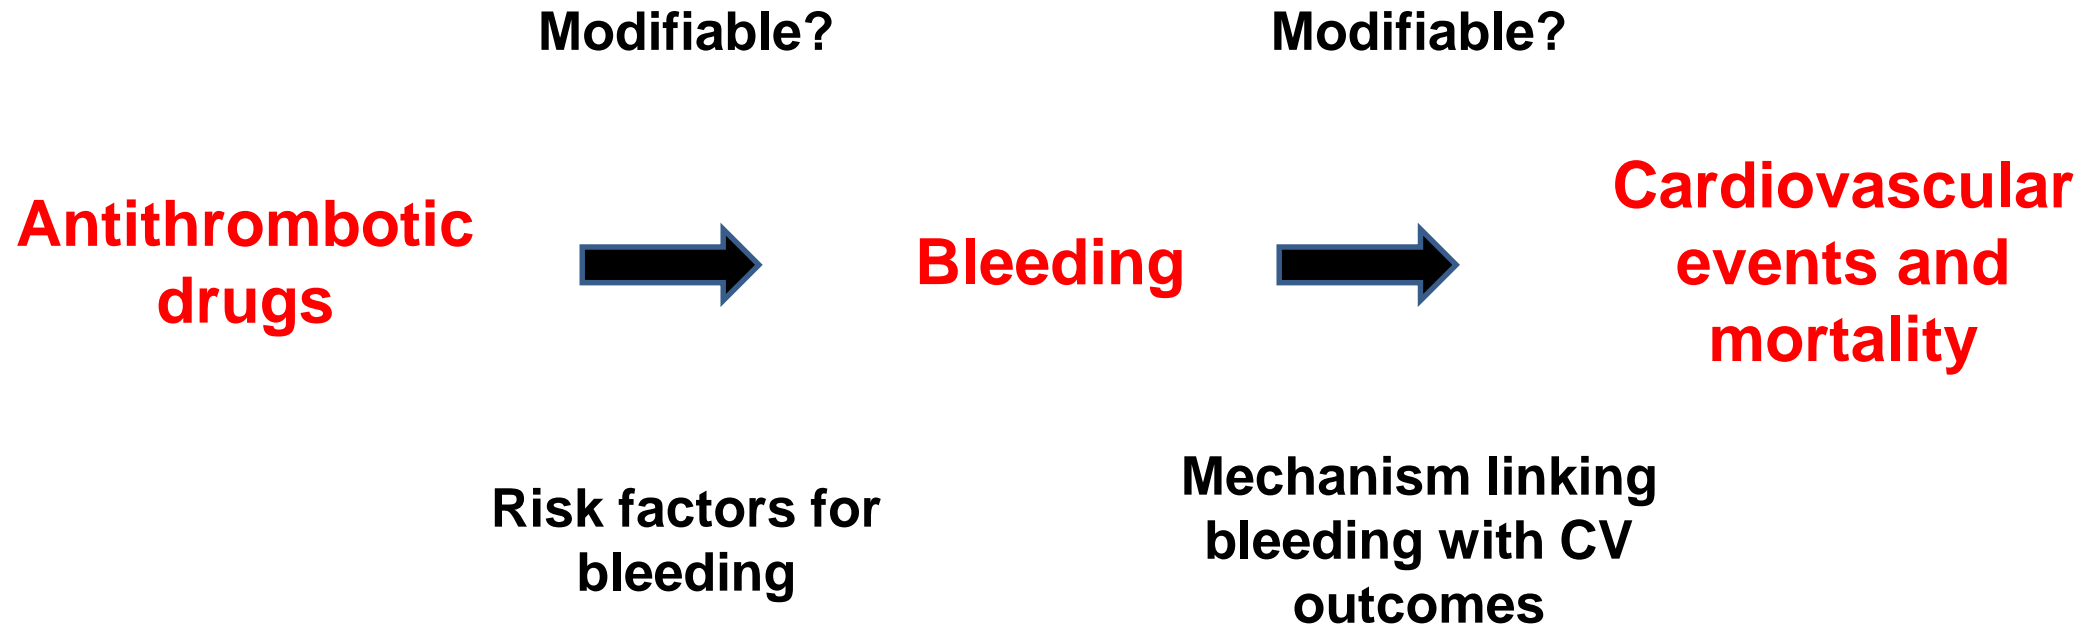 Modifiable?
Modifiable?
Antithrombotic
drugs
Bleeding
Cardiovascular
events and
mortality
Risk factors for
bleeding
Mechanism linking
bleeding with CV
outcomes